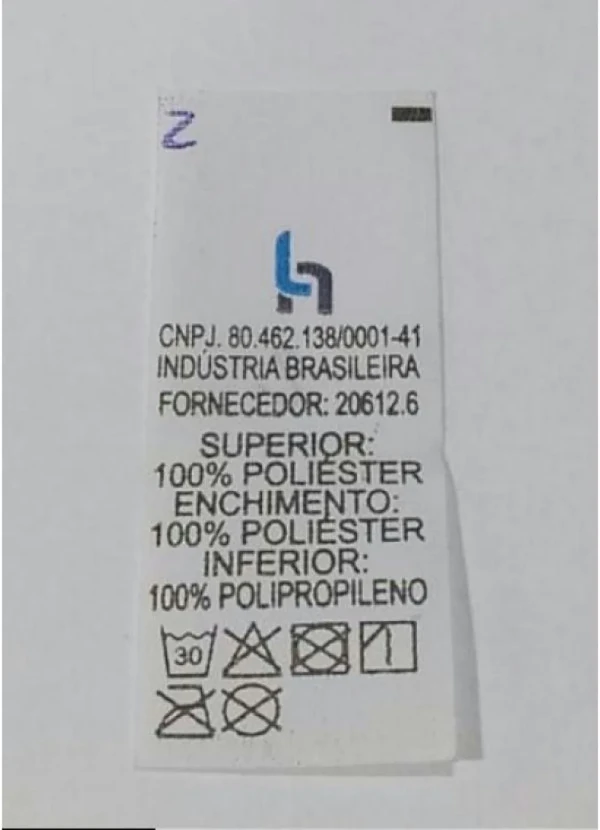 Z
CNPJ. 80.462.138/0001-41
INDÚSTRIA BRASILEIRA
FORNECEDOR: 20612.6
SUPERIOR:
100% POLIÉSTER
ENCHIMENTO:
100% POLIÉSTER
INFERIOR:
100% POLIPROPILENO
30